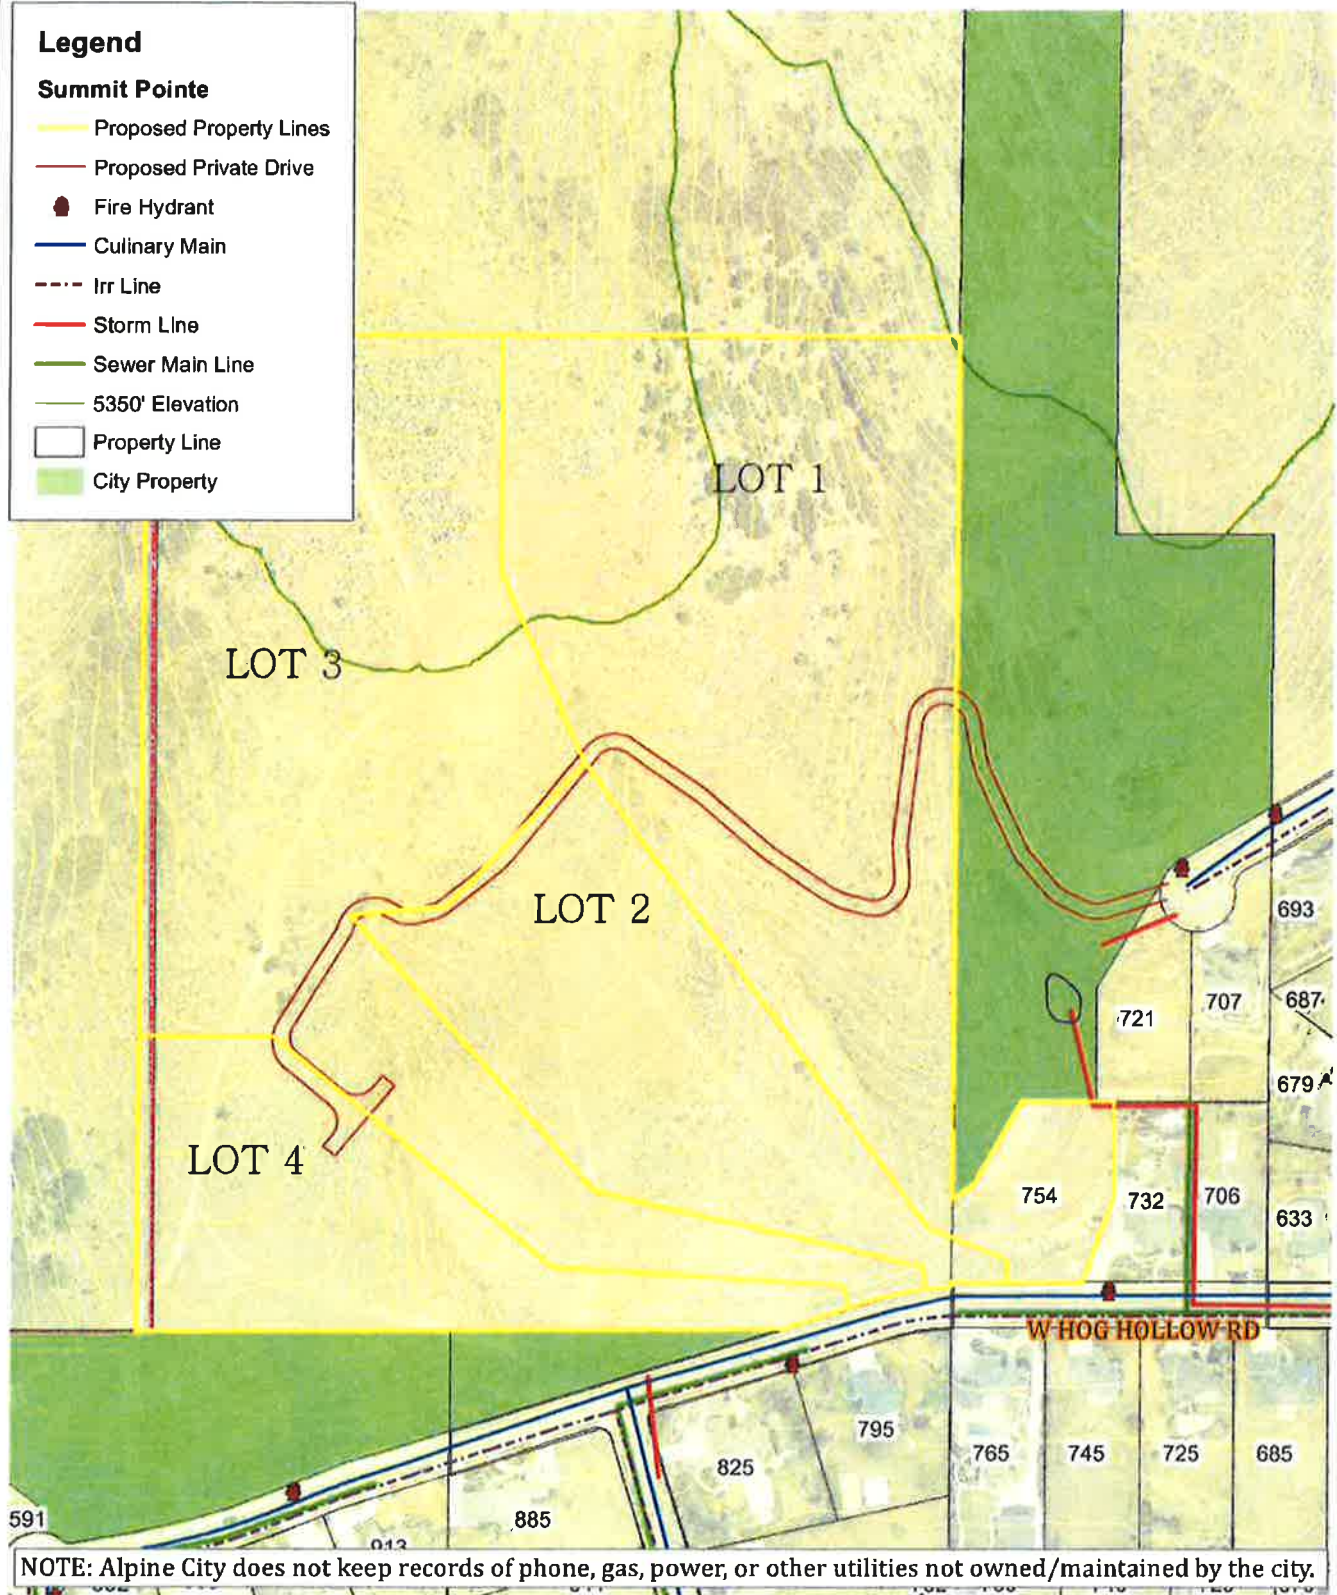 Legend
Summit Pointe
Proposed Property Lines
Proposed Private Drive
Fire Hydrant
Culinary Main
Irr Line
Storm Line
Sewer Main Line
5350' Elevation
Property Line
City Property
LOT 1
LOT 3
LOT 2
LOT 4
693
707
687
721
679
754
732
706
633
W HOG HOLLOW RD
795
765
745
725
685
825
591
885
913
NOTE: Alpine City does not keep records of phone, gas, power, or other utilities not owned/maintained by the city.